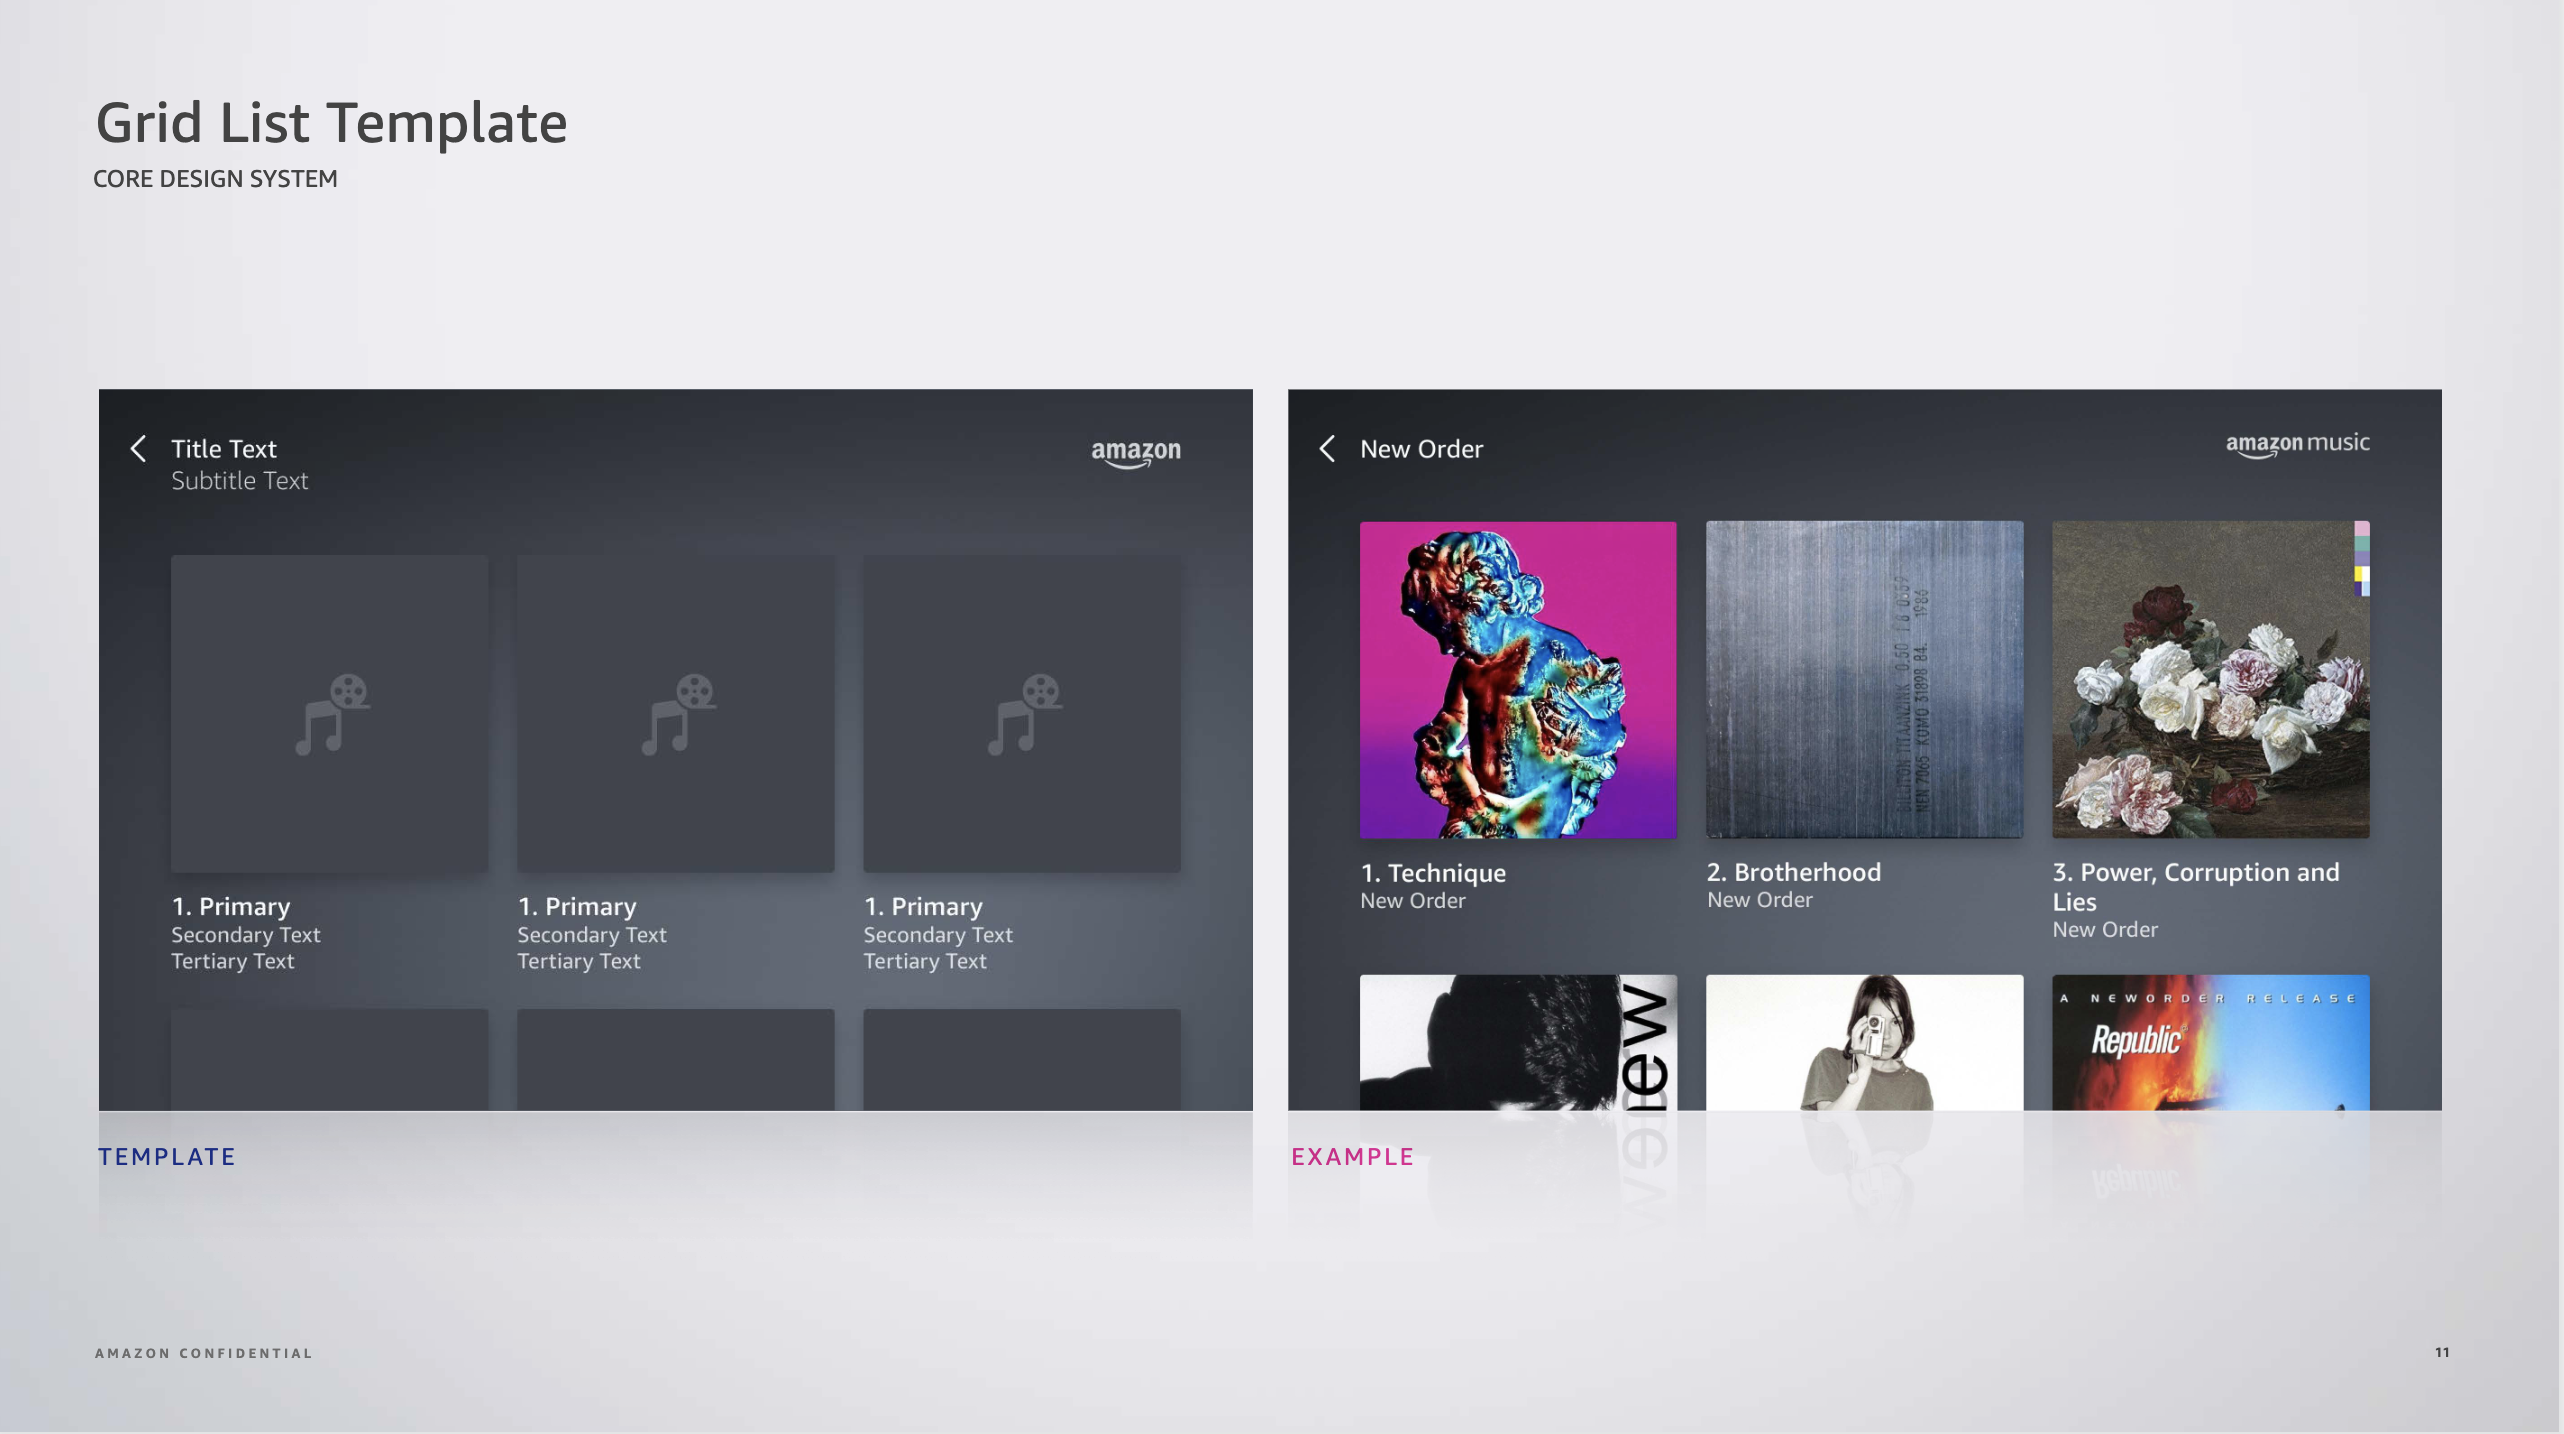 Grid List Template
CORE DESIGN SYSTEM
Title Text
Subtitle Text
amazon
1. Primary
Secondary Text
Tertiary Text
1. Primary
Secondary Text
Tertiary Text
1. Primary
Secondary Text
Tertiary Text
TEMPLATE
New Order
amazon music
1. Technique
New Order
2. Brotherhood
New Order
3. Power, Corruption and
Lies
New Order
new
A NEWORDER RELEASE
Republic
EXAMPLE
AMAZON CONFIDENTIAL
11